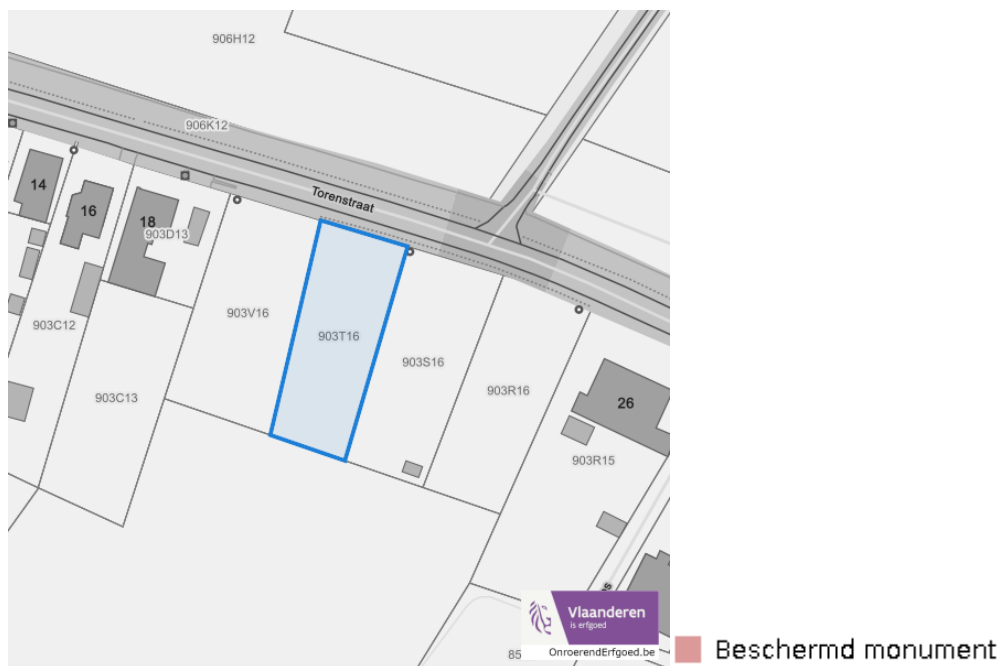 906H12
906K12
Torenstraat
14
16
18
903D13
903V16
903T16
903C12
903S16
903C13
903R16
26
903R15
Vlaanderen
is erfgoed
OnroerendErfgoed.be
85
Beschermd monument